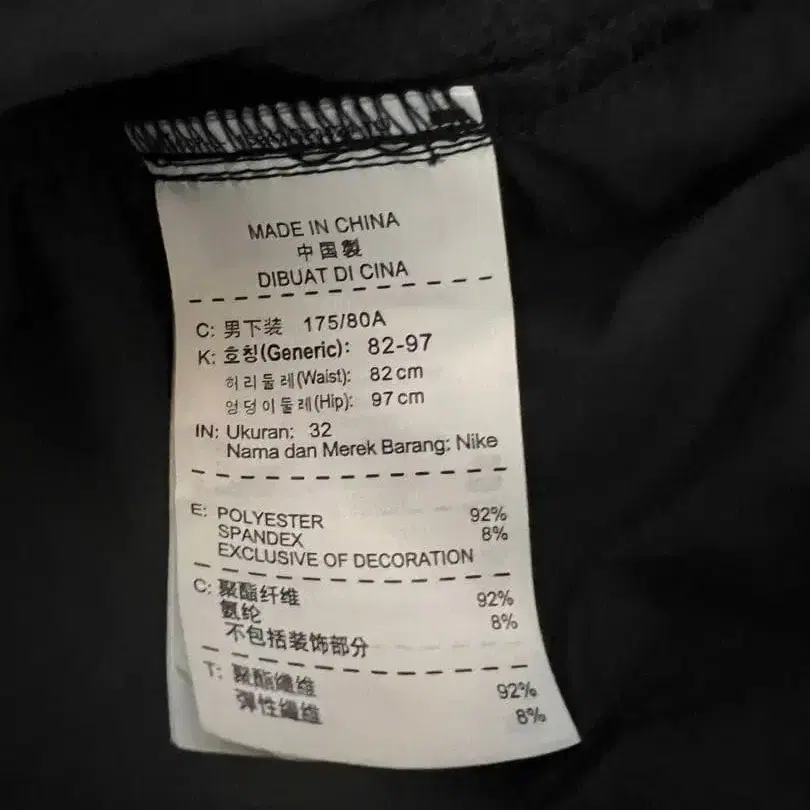 MADE IN CHINA
中国製
DIBUAT DI CINA
C: 男下装 175/80A
K: 호칭(Generic): 82-97
허리둘레(Waist): 82 cm
엉덩이둘레(Hip): 97 cm
IN: Ukuran: 32
Nama dan Merek Barang: Nike
E: POLYESTER 92%
SPANDEX 8%
EXCLUSIVE OF DECORATION
C: 聚酯纤维 92%
氨纶 8%
不包括装饰部分
T: 聚酯纖維 92%
彈性纖維 8%